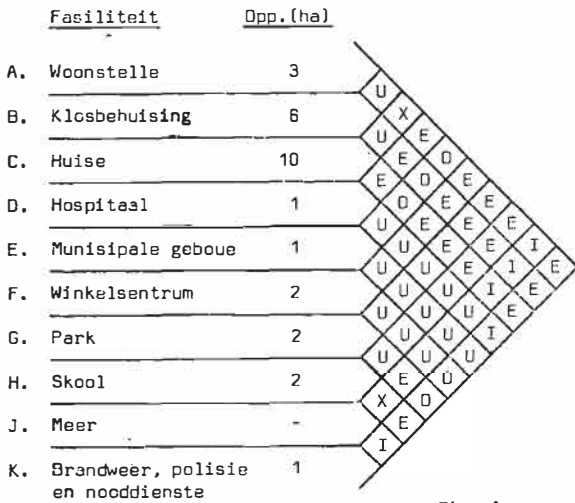 Fasiliteit Opp.(ha)
A. Woonstelle 3
U
B. Klosbehuising 6 X
U E
C. Huise 10 E O
E O E
D. Hospitaal 1 O E E
U E E E
E. Munisipale geboue 1 U E E I
U U E I E
F. Winkelsentrum 2 U U I E
U U U E
G. Park 2 U U I
U U U
H. Skool 2 E U
X O
J. Meer - E
I
K. Brandweer, polisie 1
en nooddienste